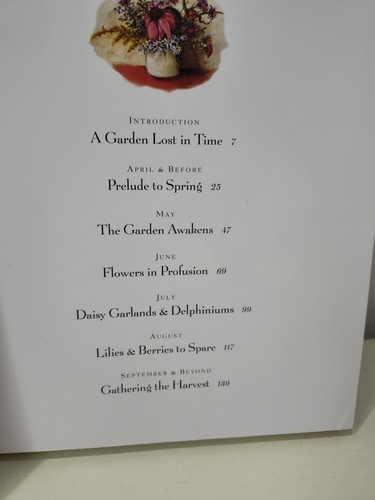 INTRODUCTION
A Garden Lost in Time 7
APRIL & BEFORE
Prelude to Spring 25
MAY
The Garden Awakens 47
JUNE
Flowers in Profusion 69
JULY
Daisy Garlands & Delphiniums 99
AUGUST
Lilies & Berries to Spare 117
SEPTEMBER & BEYOND
Gathering the Harvest 139